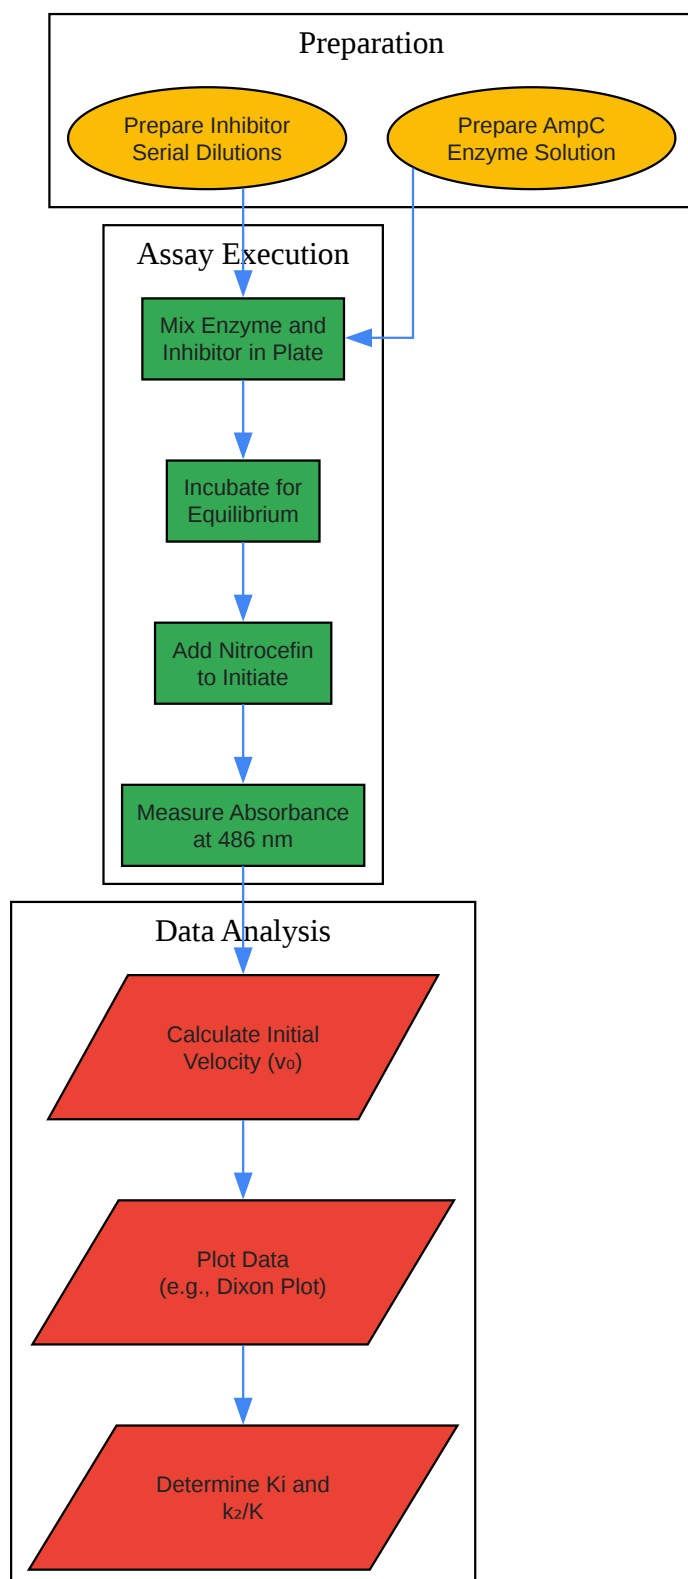 Preparation
Prepare Inhibitor
Serial Dilutions
Prepare AmpC
Enzyme Solution
Assay Execution
Mix Enzyme and
Inhibitor in Plate
Incubate for
Equilibrium
Add Nitrocefin
to Initiate
Measure Absorbance
at 486 nm
Data Analysis
Calculate Initial
Velocity (v₀)
Plot Data
(e.g., Dixon Plot)
Determine Ki and
k₂/K